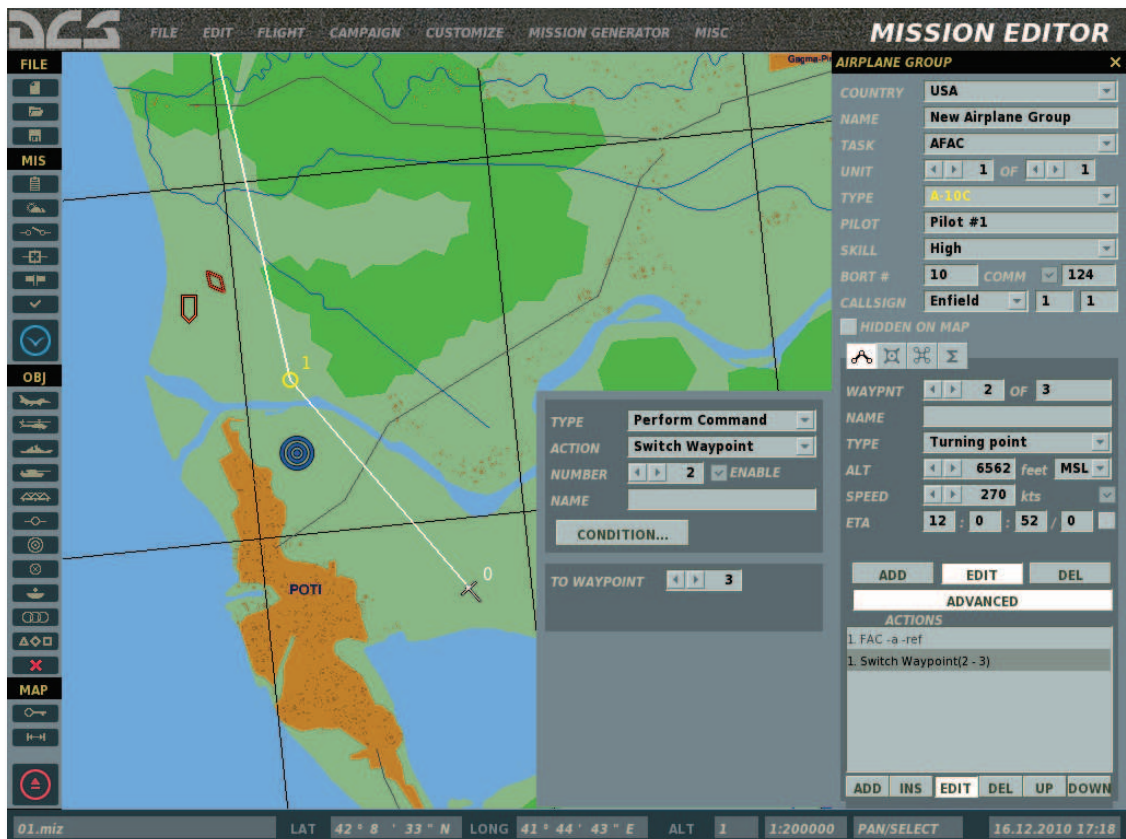 DCS FILE EDIT FLIGHT CAMPAIGN CUSTOMIZE MISSION GENERATOR MISC MISSION EDITOR
FILE
MIS
OBJ
MAP
Gagma-Pi
1
0
POTI
TYPE Perform Command
ACTION Switch Waypoint
NUMBER 2 ENABLE
NAME
CONDITION...
TO WAYPOINT 3
AIRPLANE GROUP X
COUNTRY USA
NAME New Airplane Group
TASK AFAC
UNIT 1 OF 1
TYPE A-10C
PILOT Pilot #1
SKILL High
BORT # 10 COMM 124
CALLSIGN Enfield 1 1
HIDDEN ON MAP
Σ
WAYPNT 2 OF 3
NAME
TYPE Turning point
ALT 6562 feet MSL
SPEED 270 kts
ETA 12 : 0 : 52 / 0
ADD EDIT DEL
ADVANCED
ACTIONS
1. FAC -a -ref
1. Switch Waypoint(2 - 3)
ADD INS EDIT DEL UP DOWN
01.miz LAT 42 ° 8 ' 33 " N LONG 41 ° 44 ' 43 " E ALT 1 1:200000 PAN/SELECT 16.12.2010 17:18